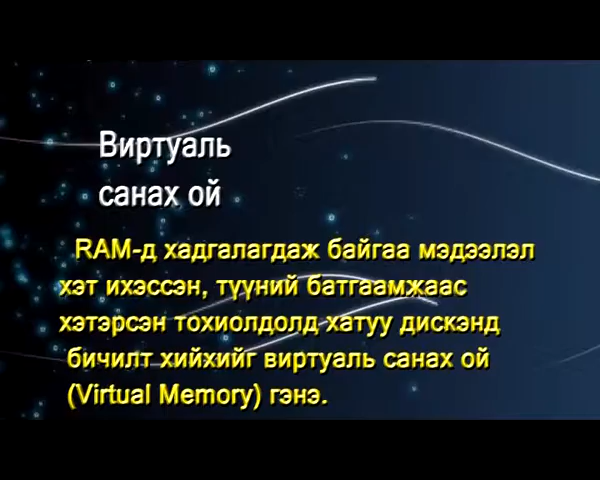 Виртуаль
санах ой
RAM-д хадгалагдаж байгаа мэдээлэл
хэт ихэссэн, түүний батгаамжаас
хэтэрсэн тохиолдолд хатуу дискэнд
бичилт хийхийг виртуаль санах ой
(Virtual Memory) гэнэ.